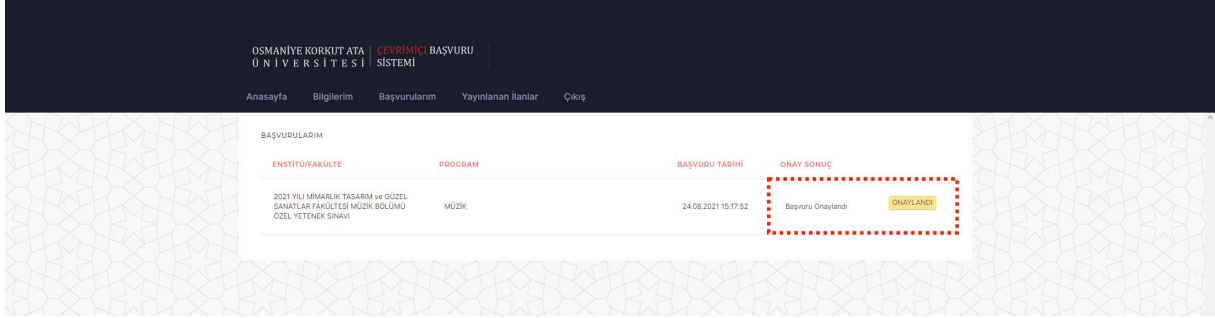 OSMANİYE KORKUT ATA ÇEVRİMİÇİ BAŞVURU
ÜNİVERSİTESİ SİSTEMİ
Anasayfa Bilgilerim Başvurularım Yayınlanan İlanlar Çıkış
BAŞVURULARIM
ENSTİTÜ/FAKÜLTE PROGRAM BAŞVURU TARİHİ ONAY SONUÇ
2021 YILI MİMARLIK TASARIM ve GÜZEL
SANATLAR FAKÜLTESİ MÜZİK BÖLÜMÜ MÜZİK 24.08.2021 15:17:52 Başvuru Onaylandı ONAYLANDI
ÖZEL YETENEK SINAVI